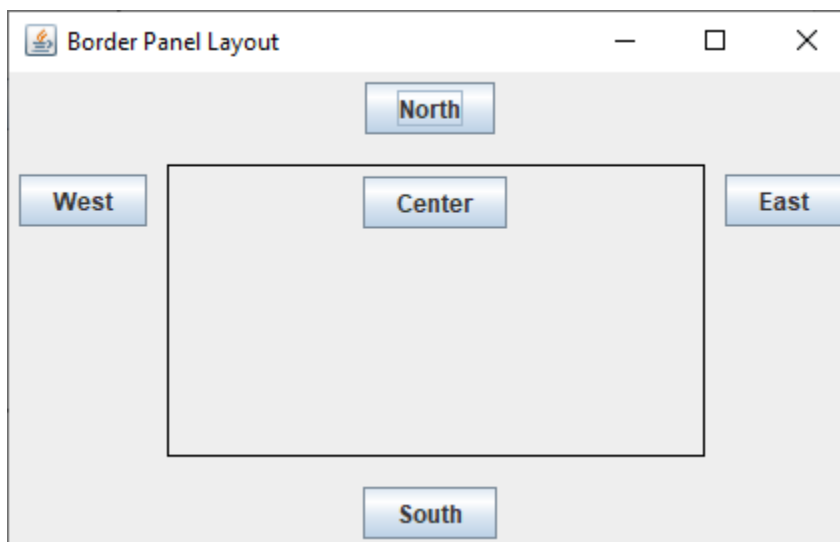 Border Panel Layout
North
West
Center
East
South